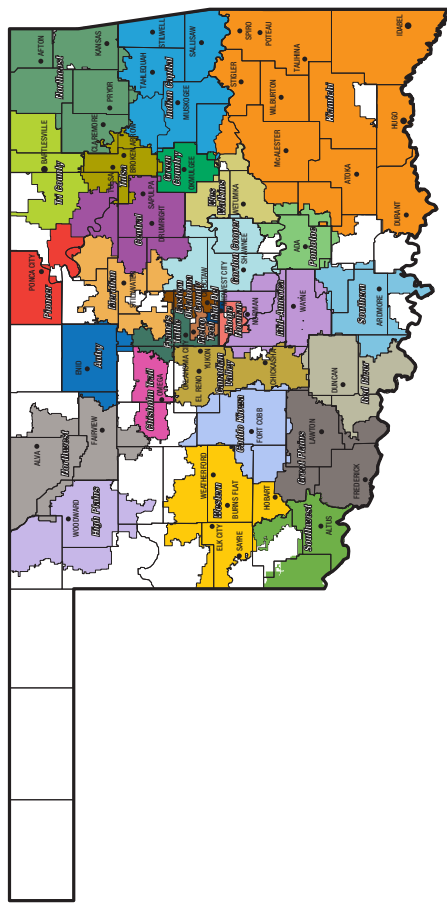 AFTON
KANSAS
Northeast
PRYOR
CLAREMORE
BARTLESVILLE
Tri County
STILWELL
SALLISAW
TAHLEQUAH
Indian Capital
MUSKOGEE
BROKEN ARROW
Tulsa
Green
Country
OKMULGEE
SAPULPA
Central
DRUMRIGHT
SPIRO
POTEAU
STIGLER
TALIHINA
WILBURTON
McALESTER
Kiamichi
IDABEL
HUGO
ATOKA
DURANT
Wes
Watkins
WETUMKA
ADA
Pontotoc
PONCA CITY
Pioneer
Meridian
Gordon Cooper
SHAWNEE
NORMAN
Mid-America
WAYNE
Southern
ARDMORE
ENID
Autry
Chisholm Trail
OMEGA
OKLAHOMA CITY
EL RENO
YUKON
Canadian
Valley
CHICKASHA
DUNCAN
Red River
ALVA
Northwest
FAIRVIEW
WOODWARD
High Plains
Caddo Kiowa
FORT COBB
Great Plains
LAWTON
FREDERICK
WEATHERFORD
Western
BURNS FLAT
HOBART
ELK CITY
SAYRE
Southwest
ALTUS